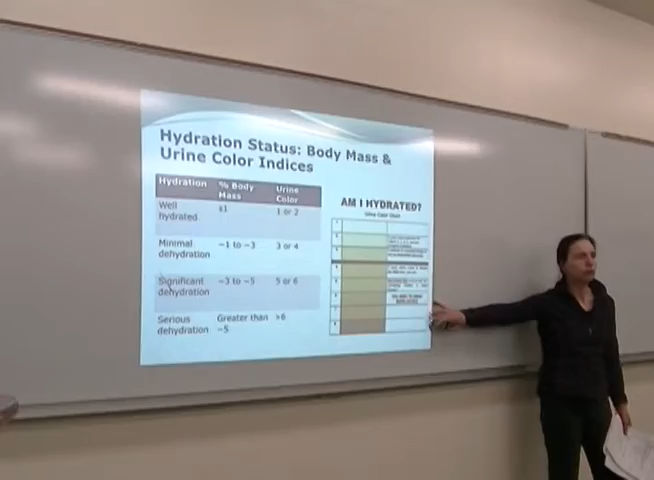 Hydration Status: Body Mass &
Urine Color Indices
Hydration % Body Mass Urine Color
Well hydrated ±1 1 or 2
Minimal dehydration −1 to −3 3 or 4
Significant dehydration −3 to −5 5 or 6
Serious dehydration Greater than −5 >6
AM I HYDRATED?
Urine Color Chart